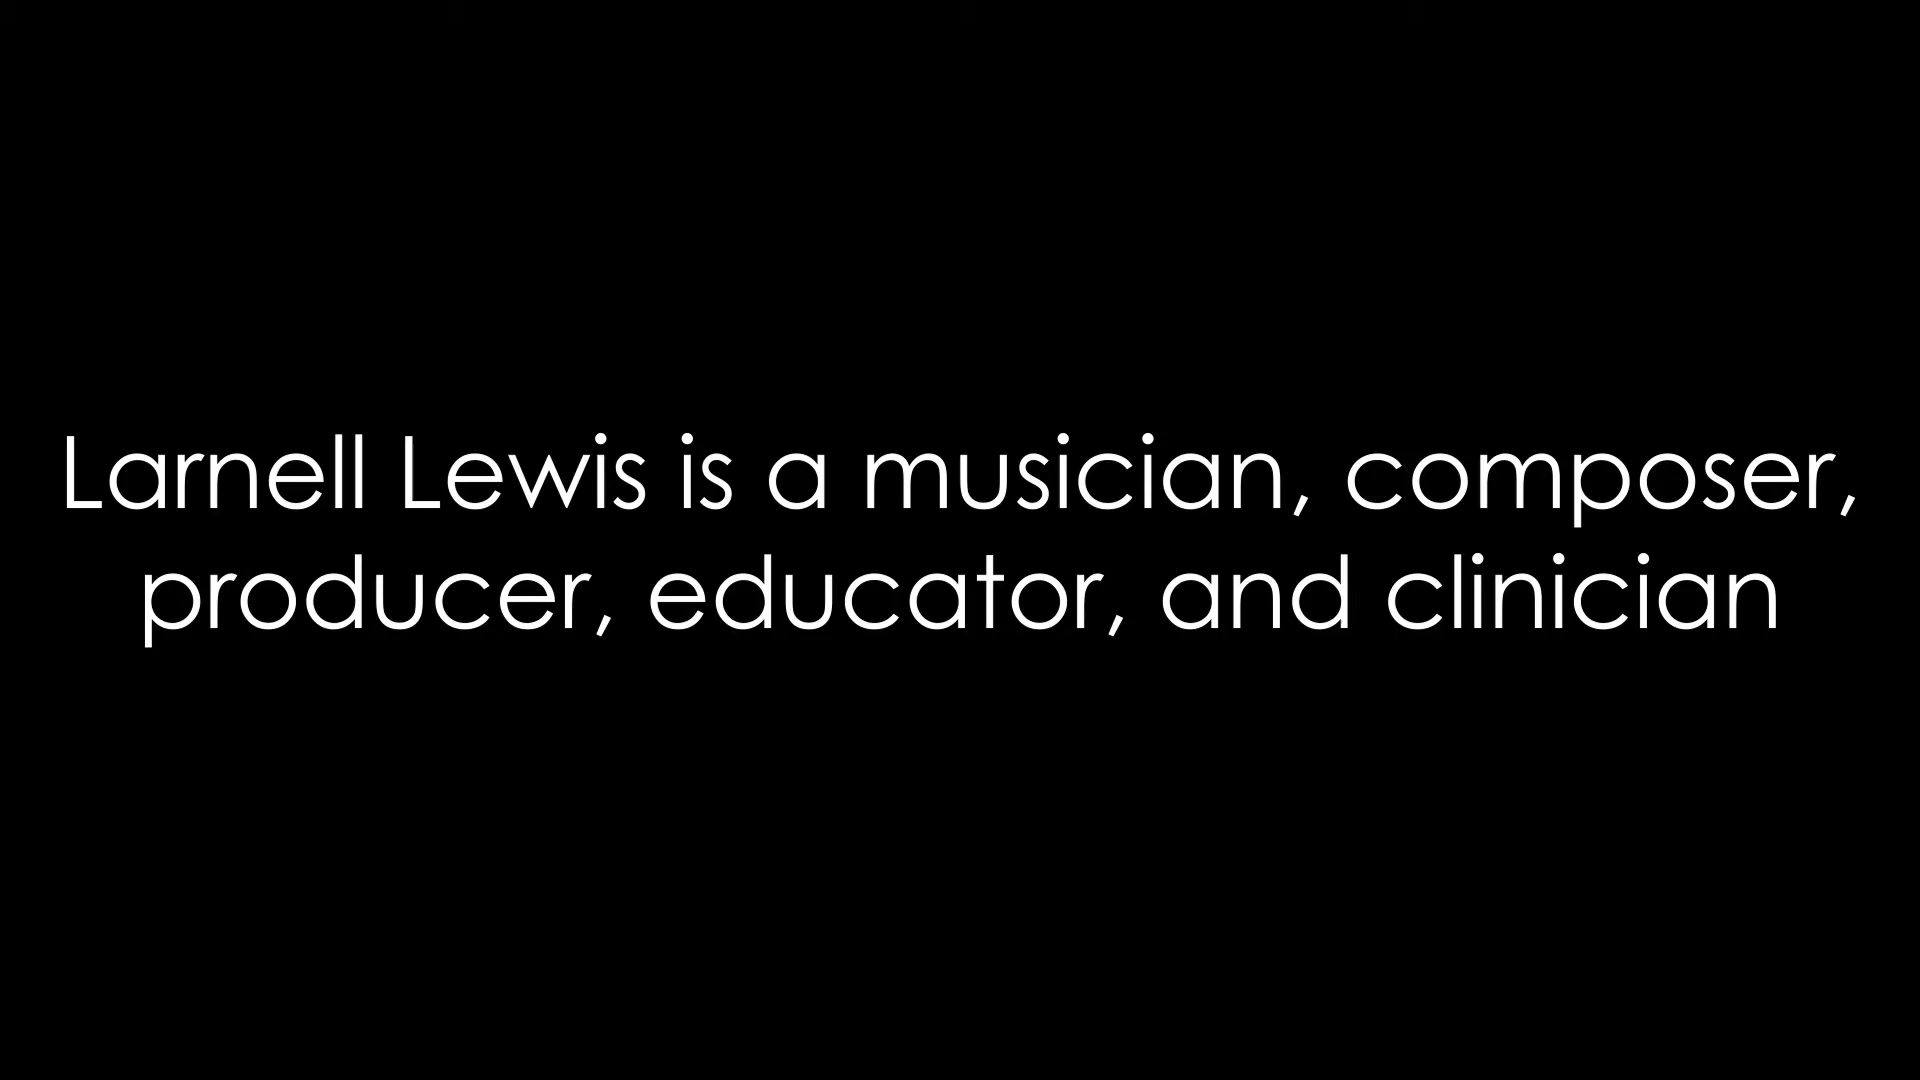 Larnell Lewis is a musician, composer,
producer, educator, and clinician